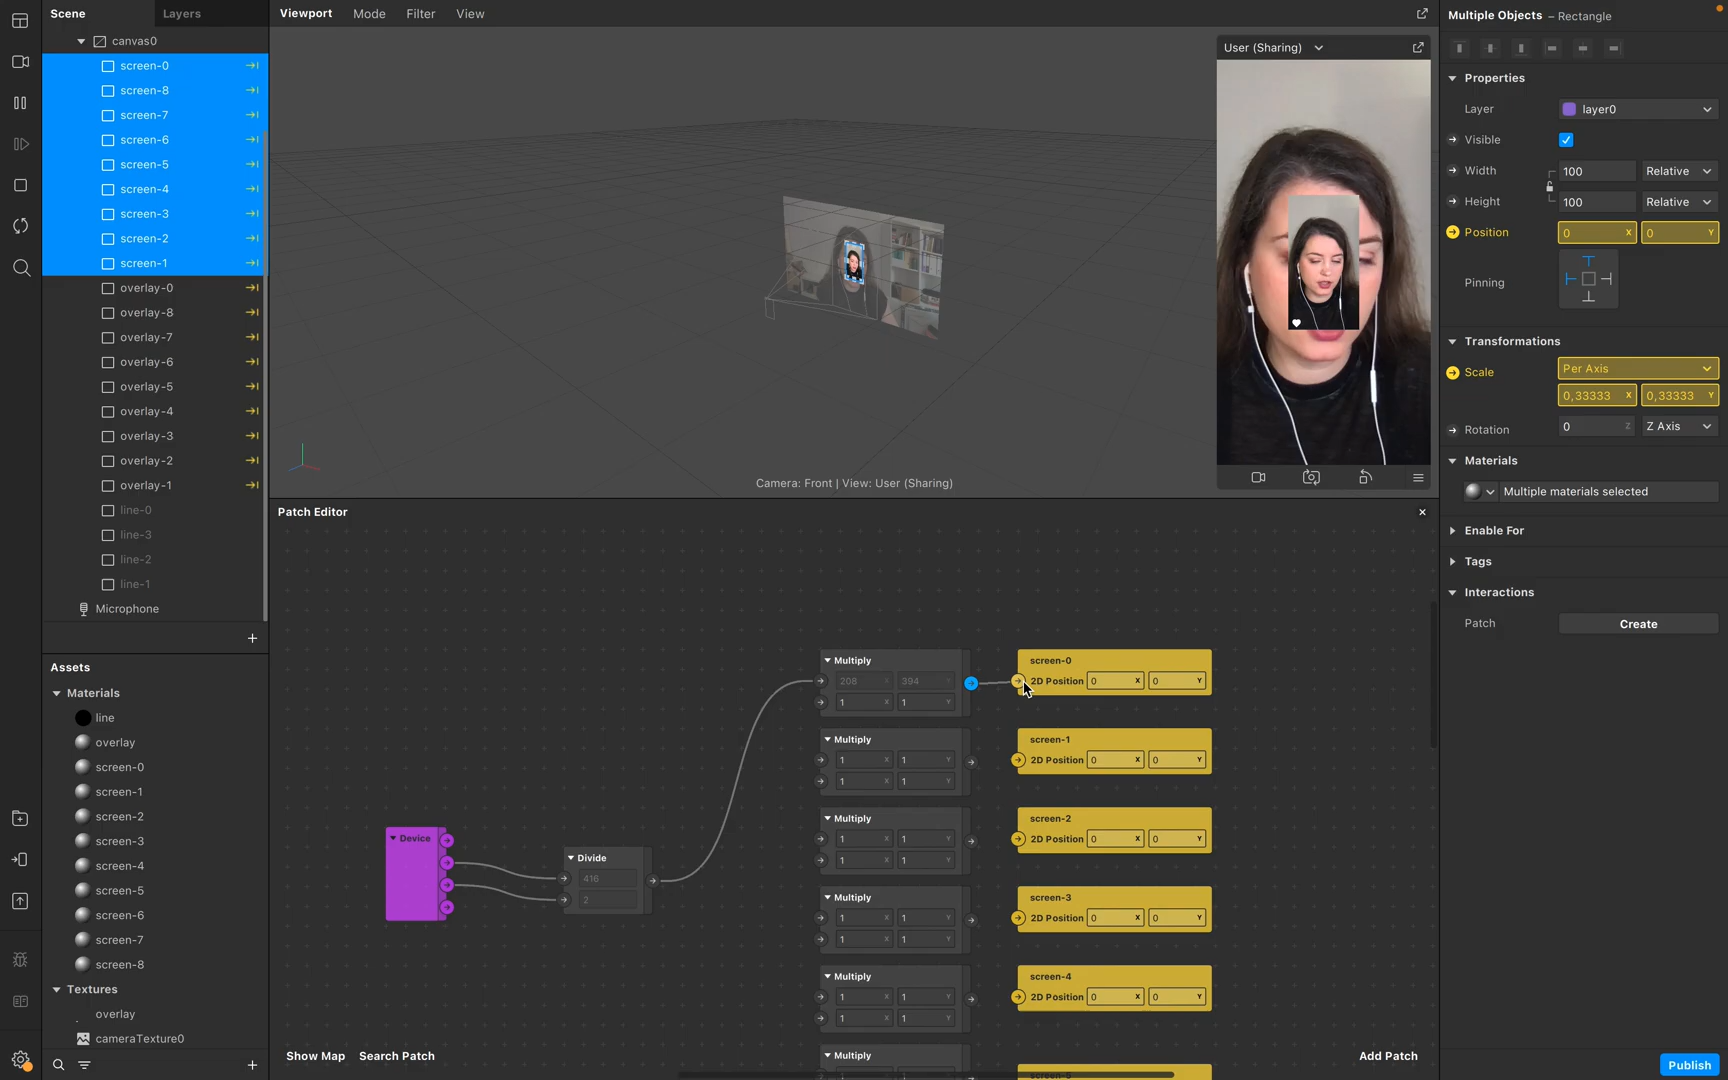 Scene
Layers
canvas0
screen-0
screen-8
screen-7
screen-6
screen-5
screen-4
screen-3
screen-2
screen-1
overlay-0
overlay-8
overlay-7
overlay-6
overlay-5
overlay-4
overlay-3
overlay-2
overlay-1
line-0
line-3
line-2
line-1
Microphone
+
Assets
Materials
line
overlay
screen-0
screen-1
screen-2
screen-3
screen-4
screen-5
screen-6
screen-7
screen-8
Textures
overlay
cameraTexture0
+
Viewport Mode Filter View
User (Sharing)
Camera: Front | View: User (Sharing)
Patch Editor
Device
Divide
416
2
Multiply
208 X 394 Y
1 X 1 Y
screen-0
2D Position 0 X 0 Y
Multiply
1 X 1 Y
1 X 1 Y
screen-1
2D Position 0 X 0 Y
Multiply
1 X 1 Y
1 X 1 Y
screen-2
2D Position 0 X 0 Y
Multiply
1 X 1 Y
1 X 1 Y
screen-3
2D Position 0 X 0 Y
Multiply
1 X 1 Y
1 X 1 Y
screen-4
2D Position 0 X 0 Y
Multiply
screen-5
Show Map Search Patch
Add Patch
Multiple Objects – Rectangle
Properties
Layer layer0
Visible
Width 100 Relative
Height 100 Relative
Position 0 X 0 Y
Pinning
Transformations
Scale Per Axis
0,33333 X 0,33333 Y
Rotation 0 Z Z Axis
Materials
Multiple materials selected
Enable For
Tags
Interactions
Patch Create
Publish